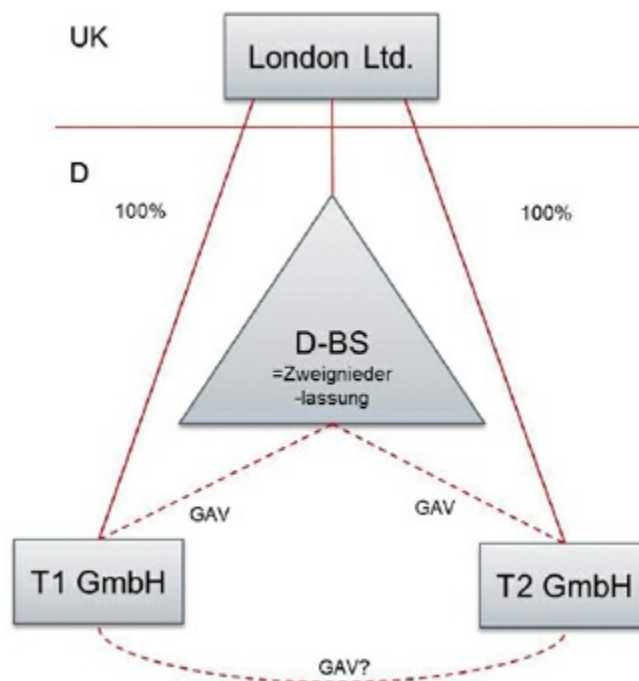 UK
London Ltd.
D
100%
100%
D-BS
=Zweignieder
-lassung
GAV
GAV
T1 GmbH
T2 GmbH
GAV?